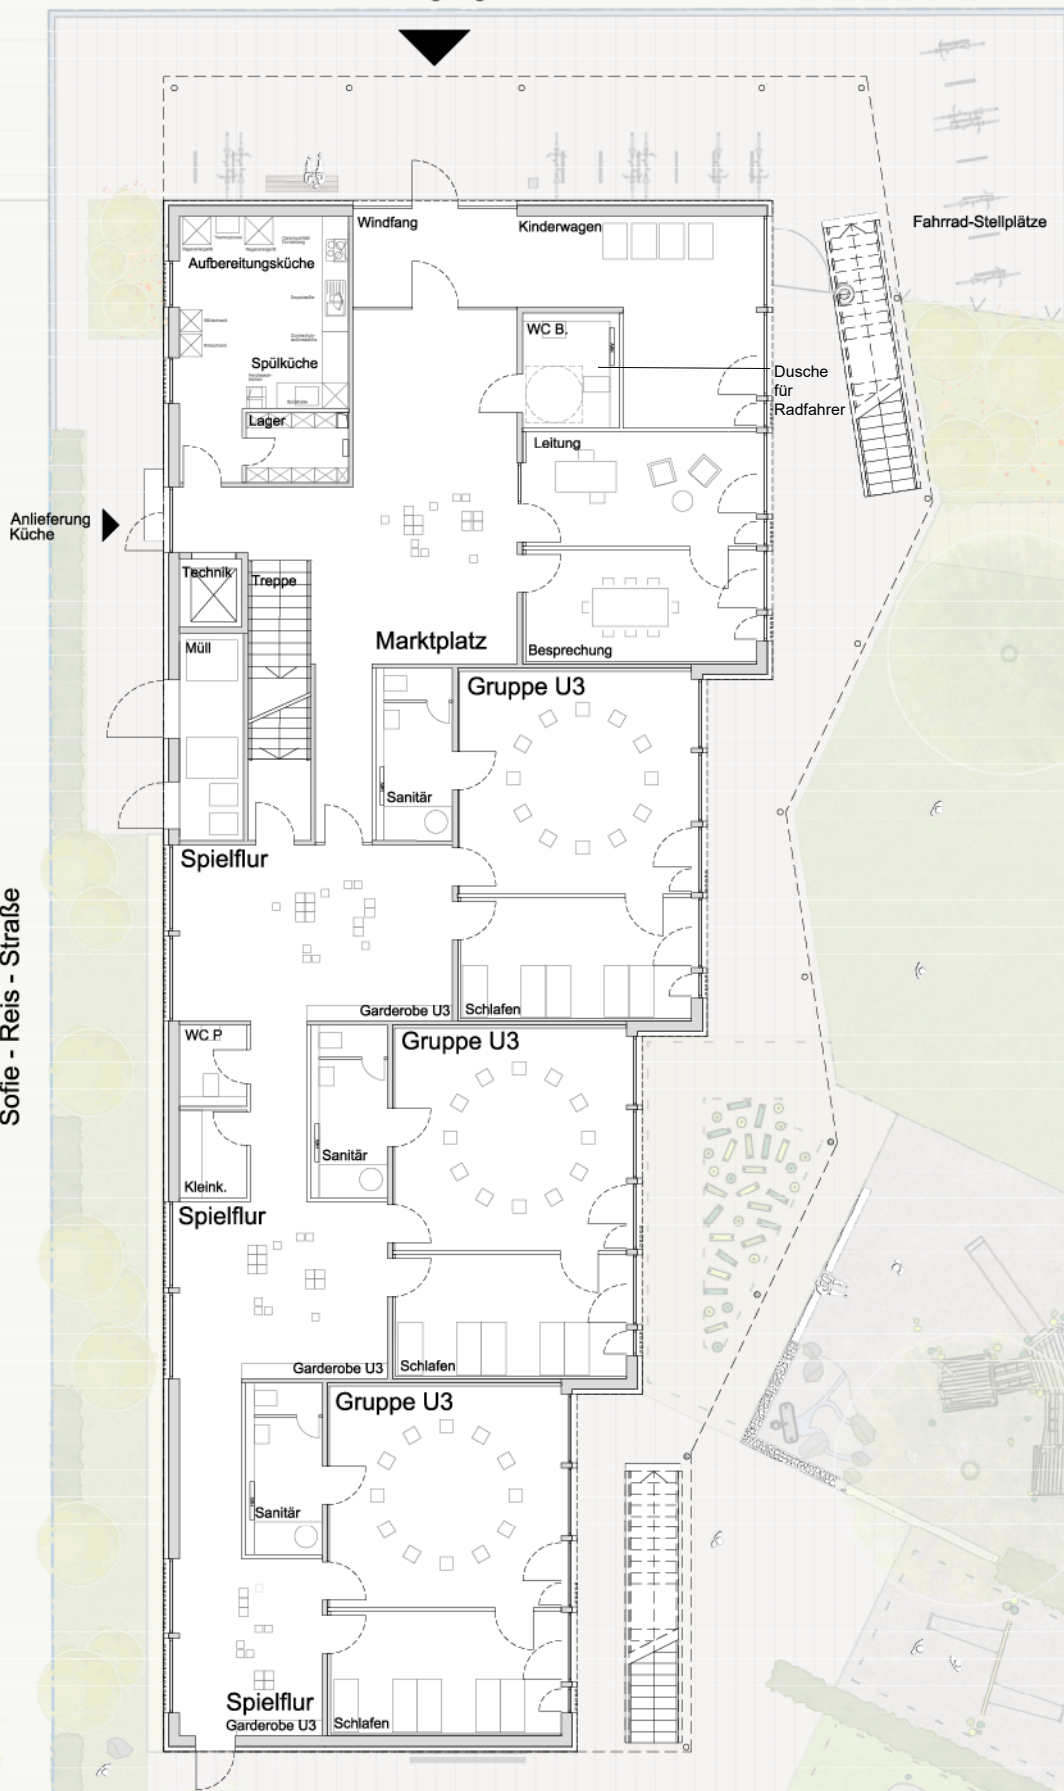 Windfang
Kinderwagen
Fahrrad-Stellplätze
Aufbereitungsküche
WC B.
Spülküche
Dusche
für
Radfahrer
Lager
Leitung
Anlieferung
Küche
Technik
Treppe
Marktplatz
Müll
Besprechung
Gruppe U3
Sanitär
Spielflur
Garderobe U3
Schlafen
Sofie - Reis - Straße
WC P
Gruppe U3
Sanitär
Kleink.
Spielflur
Garderobe U3
Schlafen
Gruppe U3
Sanitär
Spielflur
Garderobe U3
Schlafen